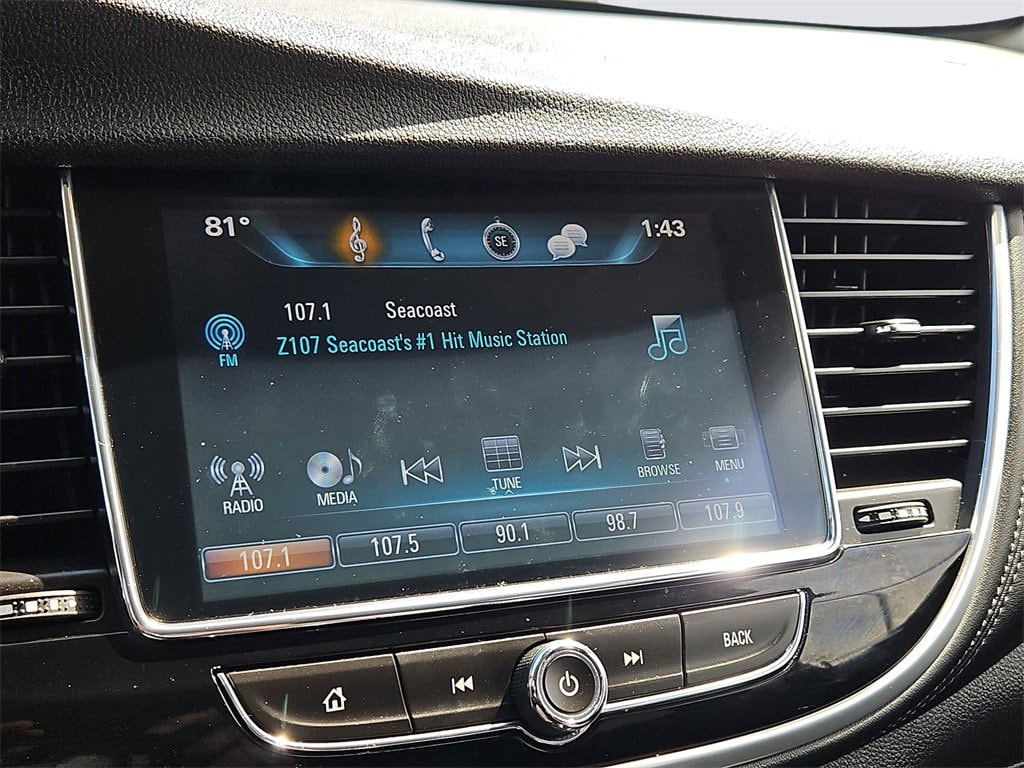 81° SE 1:43
107.1 Seacoast
Z107 Seacoast's #1 Hit Music Station
FM
RADIO MEDIA TUNE BROWSE MENU
107.1 107.5 90.1 98.7 107.9
BACK